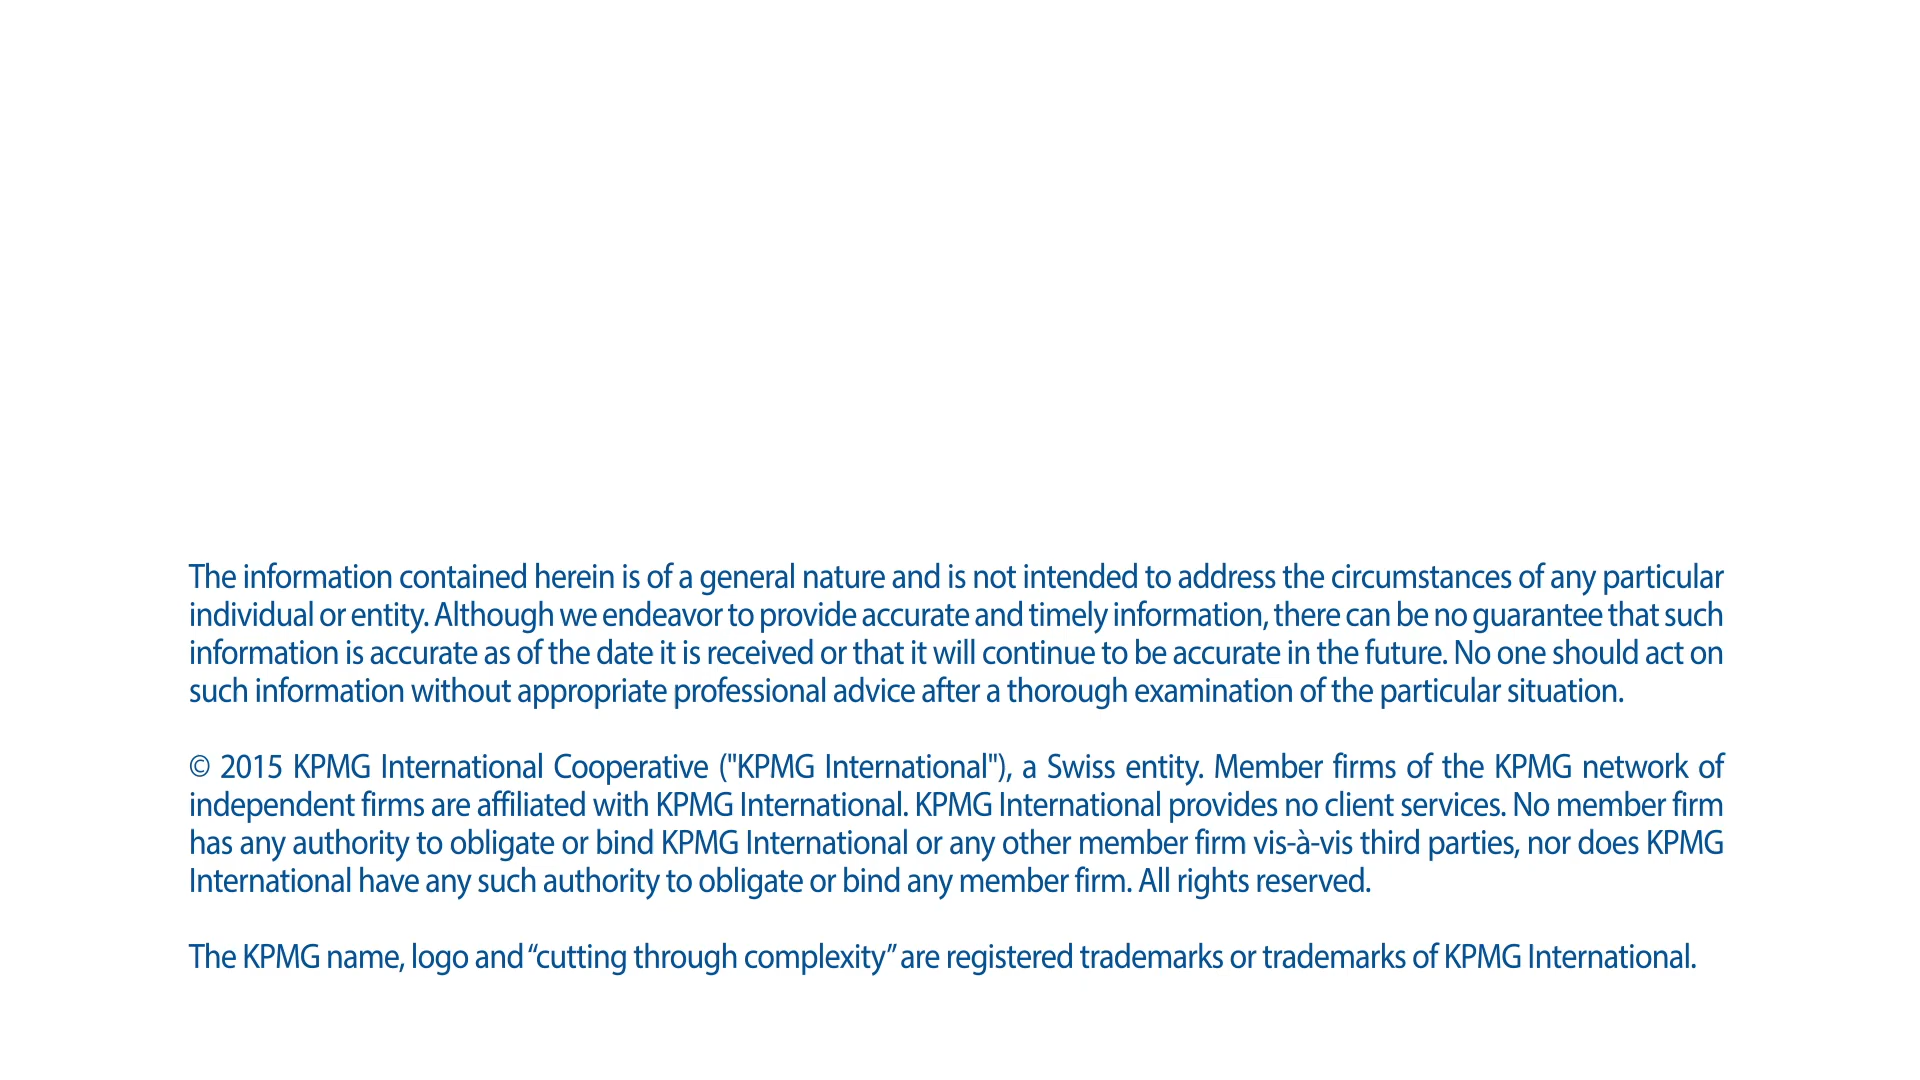 The information contained herein is of a general nature and is not intended to address the circumstances of any particular
individual or entity. Although we endeavor to provide accurate and timely information, there can be no guarantee that such
information is accurate as of the date it is received or that it will continue to be accurate in the future. No one should act on
such information without appropriate professional advice after a thorough examination of the particular situation.
© 2015 KPMG International Cooperative ("KPMG International"), a Swiss entity. Member firms of the KPMG network of
independent firms are affiliated with KPMG International. KPMG International provides no client services. No member firm
has any authority to obligate or bind KPMG International or any other member firm vis-à-vis third parties, nor does KPMG
International have any such authority to obligate or bind any member firm. All rights reserved.
The KPMG name, logo and “cutting through complexity” are registered trademarks or trademarks of KPMG International.